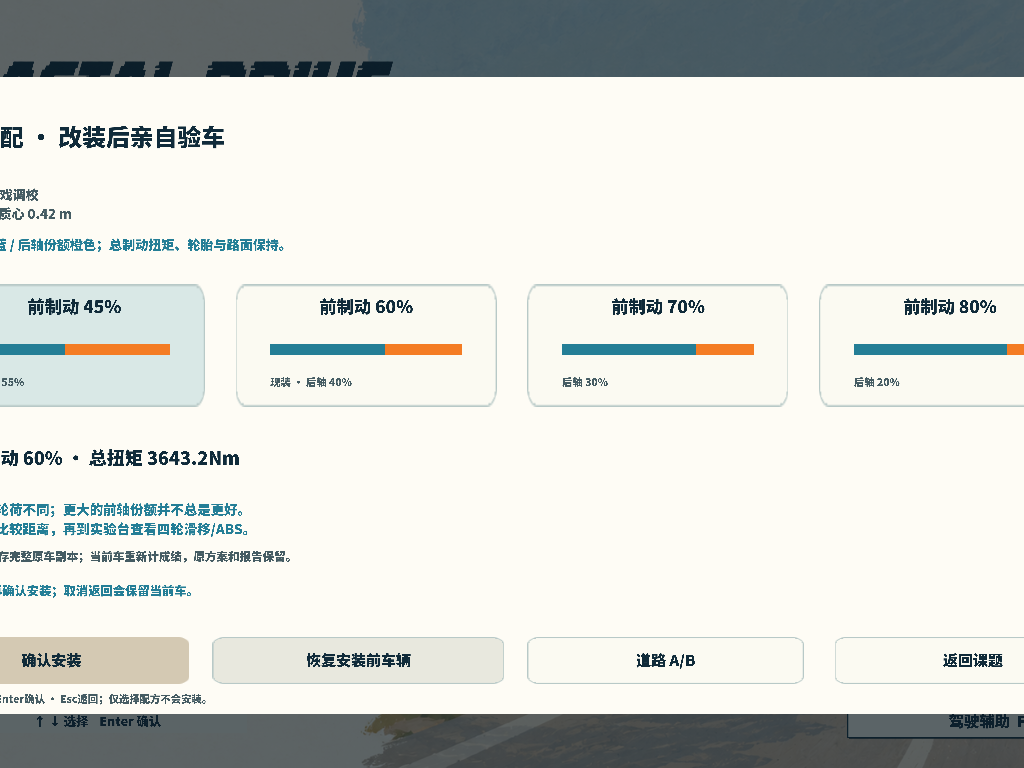 配 · 改装后亲自验车
戏调校
质心 0.42 m
/ 后轴份额橙色；总制动扭矩、轮胎与路面保持。
前制动 45%
前制动 60%
前制动 70%
前制动 80%
55%
现装 · 后轴 40%
后轴 30%
后轴 20%
动 60% · 总扭矩 3643.2Nm
轮荷不同；更大的前轴份额并不总是更好。
比较距离，再到实验台查看四轮滑移/ABS。
存完整原车副本；当前车重新计成绩，原方案和报告保留。
确认安装；取消返回会保留当前车。
确认安装
恢复安装前车辆
道路 A/B
返回课题
Enter确认 · Esc返回；仅选择配方不会安装。
↑ ↓ 选择 Enter 确认
驾驶辅助